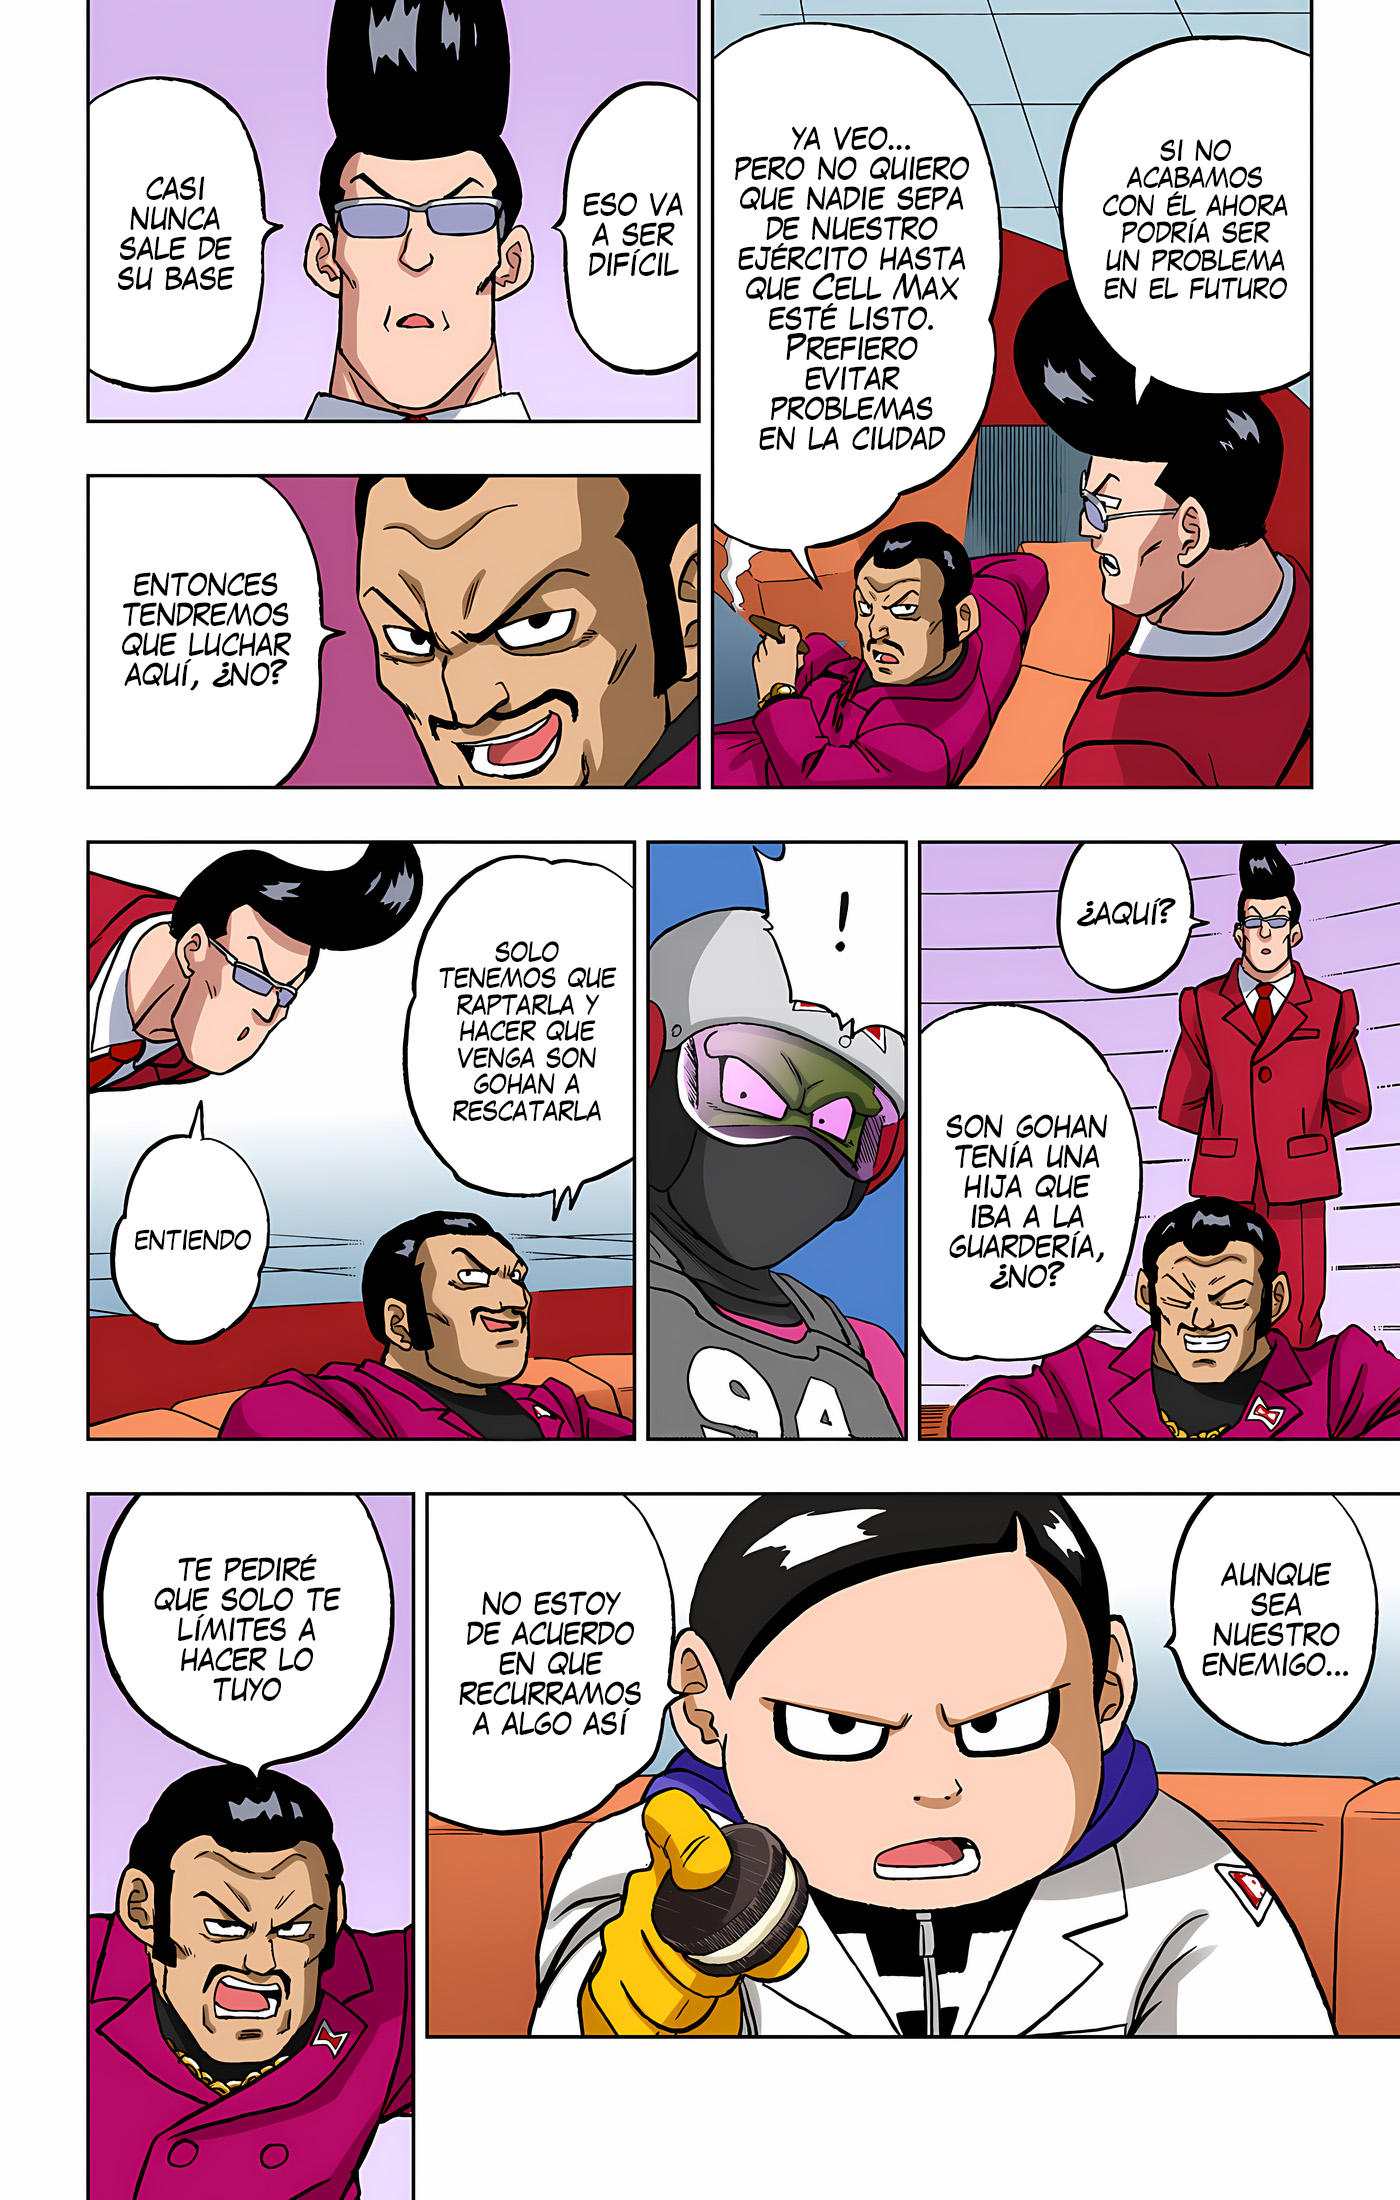 SI NO
ACABAMOS
CON ÉL AHORA
PODRÍA SER
UN PROBLEMA
EN EL FUTURO
YA VEO...
PERO NO QUIERO
QUE NADIE SEPA
DE NUESTRO
EJÉRCITO HASTA
QUE CELL MAX
ESTÉ LISTO.
PREFIERO
EVITAR
PROBLEMAS
EN LA CIUDAD
ESO VA
A SER
DIFÍCIL
CASI
NUNCA
SALE DE
SU BASE
ENTONCES
TENDREMOS
QUE LUCHAR
AQUÍ, ¿NO?
¿AQUÍ?
SON GOHAN
TENÍA UNA
HIJA QUE
IBA A LA
GUARDERÍA,
¿NO?
!
94
SOLO
TENEMOS QUE
RAPTARLA Y
HACER QUE
VENGA SON
GOHAN A
RESCATARLA
ENTIENDO
AUNQUE
SEA
NUESTRO
ENEMIGO...
NO ESTOY
DE ACUERDO
EN QUE
RECURRAMOS
A ALGO ASÍ
TE PEDIRÉ
QUE SOLO TE
LÍMITES A
HACER LO
TUYO